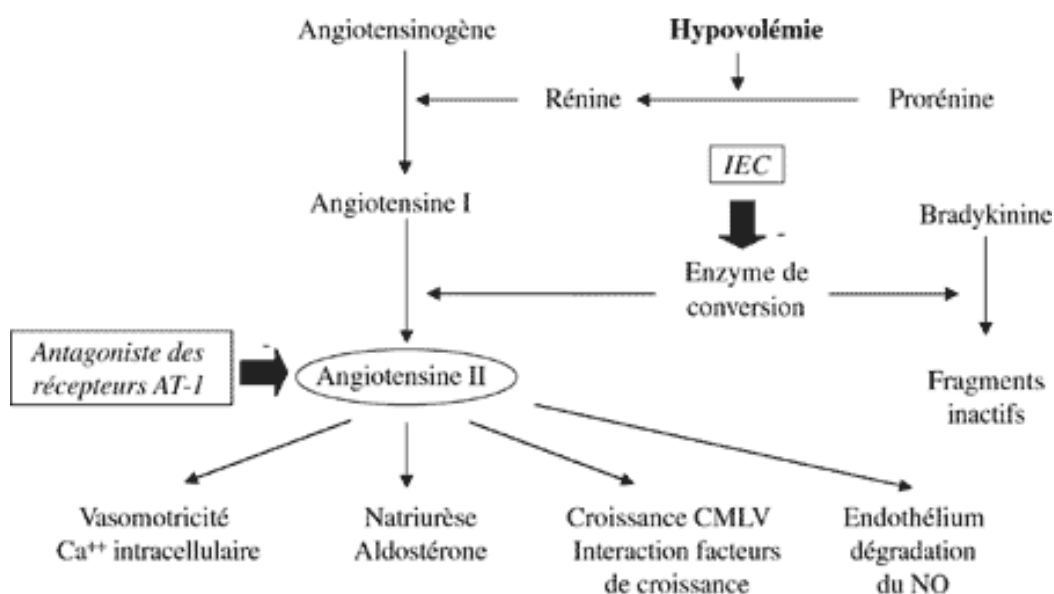 Angiotensinogène
Hypovolémie
Rénine
Prorénine
IEC
Angiotensine I
Bradykinine
-
Enzyme de
conversion
Antagoniste des
récepteurs AT-1
-
Angiotensine II
Fragments
inactifs
Vasomotricité
Ca⁺⁺ intracellulaire
Natriurèse
Aldostérone
Croissance CMLV
Interaction facteurs
de croissance
Endothélium
dégradation
du NO